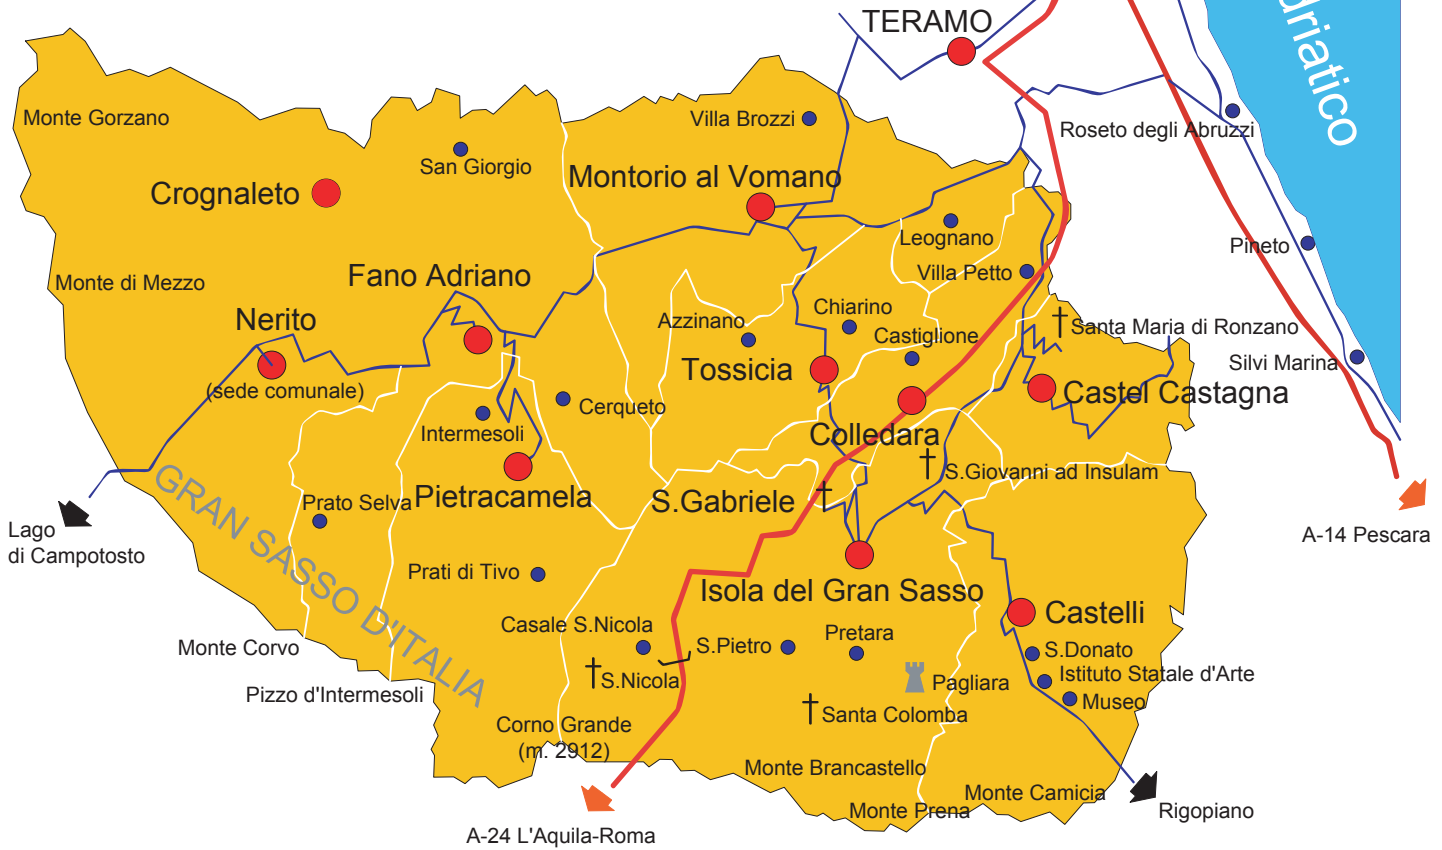 TERAMO
driatico
Monte Gorzano
Villa Brozzi
Roseto degli Abruzzi
San Giorgio
Crognaleto
Montorio al Vomano
Leognano
Pineto
Monte di Mezzo
Fano Adriano
Villa Petto
Nerito
(sede comunale)
Azzinano
Chiarino
Castiglione
Santa Maria di Ronzano
Silvi Marina
Tossicia
Castel Castagna
Cerqueto
Intermesoli
Colledara
S.Giovanni ad Insulam
Pietracamela
Prato Selva
S.Gabriele
GRAN SASSO D'ITALIA
Lago
di Campotosto
A-14 Pescara
Prati di Tivo
Isola del Gran Sasso
Castelli
Casale S.Nicola
S.Pietro
Pretara
S.Donato
Monte Corvo
Istituto Statale d'Arte
S.Nicola
Pagliara
Pizzo d'Intermesoli
Museo
Santa Colomba
Corno Grande
(m. 2912)
Monte Brancastello
Monte Camicia
Monte Prena
Rigopiano
A-24 L'Aquila-Roma